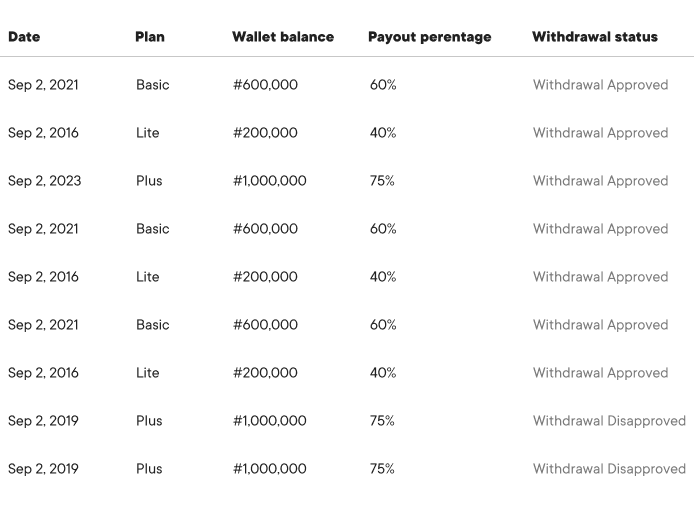 Date Plan Wallet balance Payout perentage Withdrawal status
Sep 2, 2021 Basic #600,000 60% Withdrawal Approved
Sep 2, 2016 Lite #200,000 40% Withdrawal Approved
Sep 2, 2023 Plus #1,000,000 75% Withdrawal Approved
Sep 2, 2021 Basic #600,000 60% Withdrawal Approved
Sep 2, 2016 Lite #200,000 40% Withdrawal Approved
Sep 2, 2021 Basic #600,000 60% Withdrawal Approved
Sep 2, 2016 Lite #200,000 40% Withdrawal Approved
Sep 2, 2019 Plus #1,000,000 75% Withdrawal Disapproved
Sep 2, 2019 Plus #1,000,000 75% Withdrawal Disapproved